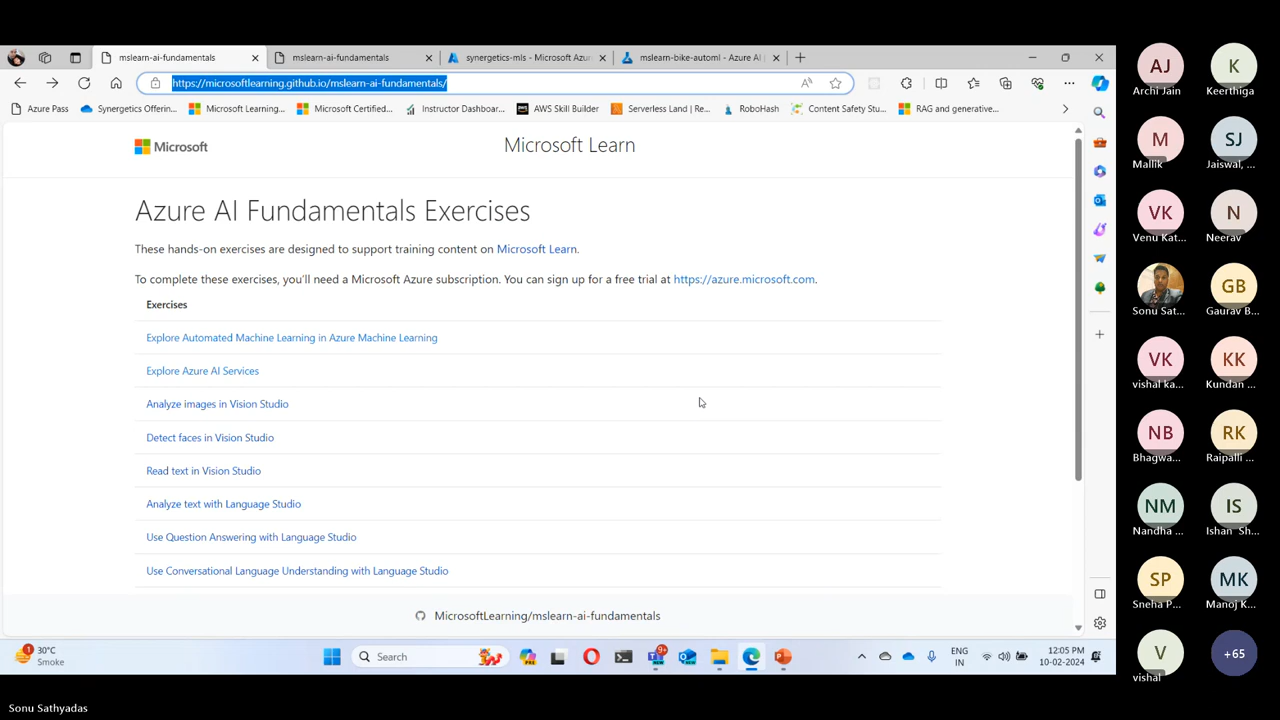 mslearn-ai-fundamentals
mslearn-ai-fundamentals
synergetics-mls - Microsoft Azur
mslearn-bike-automl - Azure AI |
https://microsoftlearning.github.io/mslearn-ai-fundamentals/
Azure Pass
Synergetics Offerin...
Microsoft Learning...
Microsoft Certified...
Instructor Dashboar...
AWS Skill Builder
Serverless Land | Re...
RoboHash
Content Safety Stu...
RAG and generative...
Microsoft
Microsoft Learn
Azure AI Fundamentals Exercises
These hands-on exercises are designed to support training content on Microsoft Learn.
To complete these exercises, you'll need a Microsoft Azure subscription. You can sign up for a free trial at https://azure.microsoft.com.
Exercises
Explore Automated Machine Learning in Azure Machine Learning
Explore Azure AI Services
Analyze images in Vision Studio
Detect faces in Vision Studio
Read text in Vision Studio
Analyze text with Language Studio
Use Question Answering with Language Studio
Use Conversational Language Understanding with Language Studio
MicrosoftLearning/mslearn-ai-fundamentals
1
30°C
Smoke
Search
9+
ENG
IN
12:05 PM
10-02-2024
AJ
Archi Jain
K
Keerthiga
M
Mallik
SJ
Jaiswal, ...
VK
Venu Kat...
N
Neerav
Sonu Sat...
GB
Gaurav B...
VK
vishal ka...
KK
Kundan ...
NB
Bhagwa...
RK
Raipalli ...
NM
Nandha ...
IS
Ishan Sh...
SP
Sneha P...
MK
Manoj K...
V
vishal
+65
Sonu Sathyadas